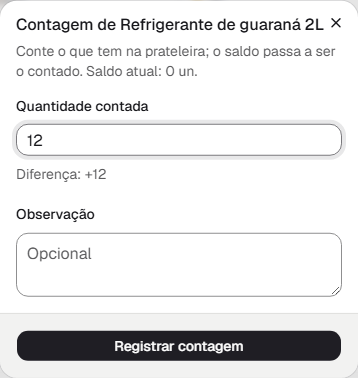 Contagem de Refrigerante de guaraná 2L ×
Conte o que tem na prateleira; o saldo passa a ser
o contado. Saldo atual: 0 un.
Quantidade contada
12
Diferença: +12
Observação
Opcional
Registrar contagem